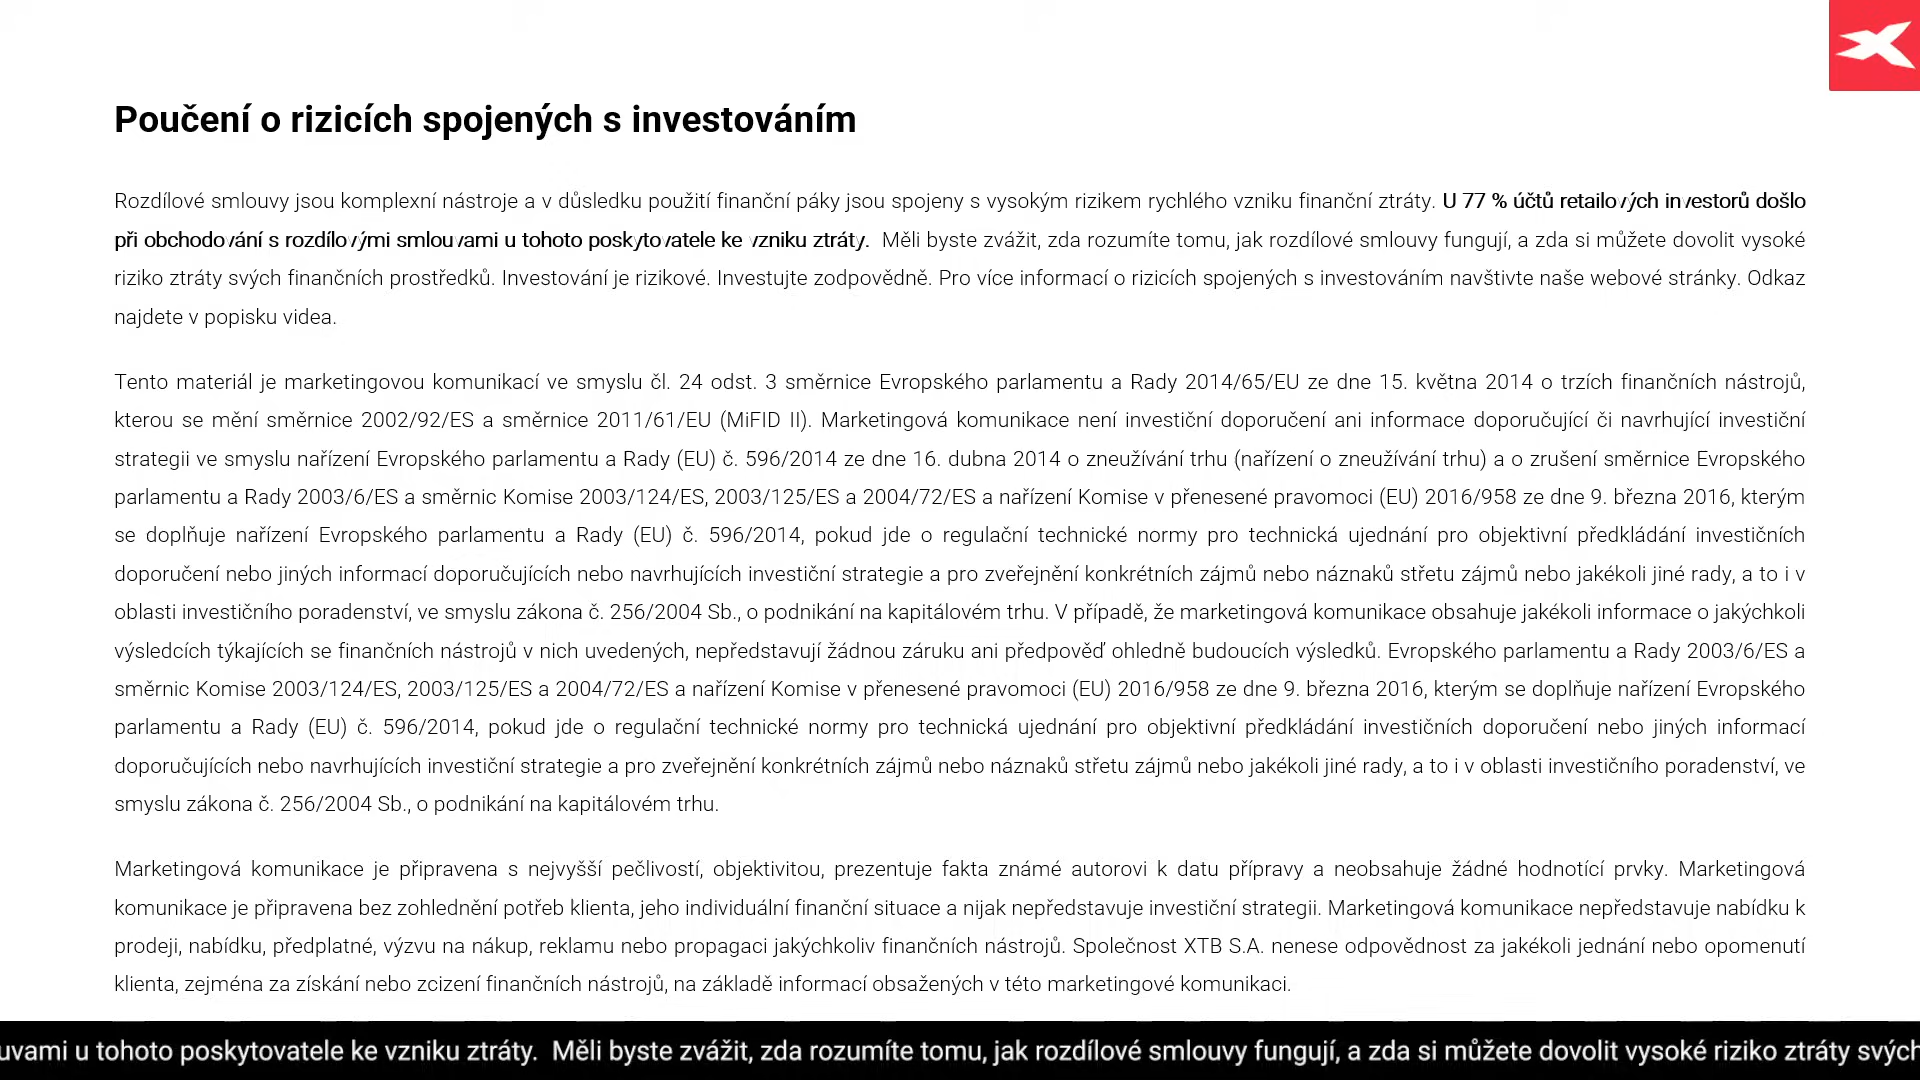 Poučení o rizicích spojených s investováním
Rozdílové smlouvy jsou komplexní nástroje a v důsledku použití finanční páky jsou spojeny s vysokým rizikem rychlého vzniku finanční ztráty. U 77 % účtů retailových investorů došlo
při obchodování s rozdílovými smlouvami u tohoto poskytovatele ke vzniku ztráty. Měli byste zvážit, zda rozumíte tomu, jak rozdílové smlouvy fungují, a zda si můžete dovolit vysoké
riziko ztráty svých finančních prostředků. Investování je rizikové. Investujte zodpovědně. Pro více informací o rizicích spojených s investováním navštivte naše webové stránky. Odkaz
najdete v popisku videa.
Tento materiál je marketingovou komunikací ve smyslu čl. 24 odst. 3 směrnice Evropského parlamentu a Rady 2014/65/EU ze dne 15. května 2014 o trzích finančních nástrojů,
kterou se mění směrnice 2002/92/ES a směrnice 2011/61/EU (MiFID II). Marketingová komunikace není investiční doporučení ani informace doporučující či navrhující investiční
strategii ve smyslu nařízení Evropského parlamentu a Rady (EU) č. 596/2014 ze dne 16. dubna 2014 o zneužívání trhu (nařízení o zneužívání trhu) a o zrušení směrnice Evropského
parlamentu a Rady 2003/6/ES a směrnic Komise 2003/124/ES, 2003/125/ES a 2004/72/ES a nařízení Komise v přenesené pravomoci (EU) 2016/958 ze dne 9. března 2016, kterým
se doplňuje nařízení Evropského parlamentu a Rady (EU) č. 596/2014, pokud jde o regulační technické normy pro technická ujednání pro objektivní předkládání investičních
doporučení nebo jiných informací doporučujících nebo navrhujících investiční strategie a pro zveřejnění konkrétních zájmů nebo náznaků střetu zájmů nebo jakékoli jiné rady, a to i v
oblasti investičního poradenství, ve smyslu zákona č. 256/2004 Sb., o podnikání na kapitálovém trhu. V případě, že marketingová komunikace obsahuje jakékoli informace o jakýchkoli
výsledcích týkajících se finančních nástrojů v nich uvedených, nepředstavují žádnou záruku ani předpověď ohledně budoucích výsledků. Evropského parlamentu a Rady 2003/6/ES a
směrnic Komise 2003/124/ES, 2003/125/ES a 2004/72/ES a nařízení Komise v přenesené pravomoci (EU) 2016/958 ze dne 9. března 2016, kterým se doplňuje nařízení Evropského
parlamentu a Rady (EU) č. 596/2014, pokud jde o regulační technické normy pro technická ujednání pro objektivní předkládání investičních doporučení nebo jiných informací
doporučujících nebo navrhujících investiční strategie a pro zveřejnění konkrétních zájmů nebo náznaků střetu zájmů nebo jakékoli jiné rady, a to i v oblasti investičního poradenství, ve
smyslu zákona č. 256/2004 Sb., o podnikání na kapitálovém trhu.
Marketingová komunikace je připravena s nejvyšší pečlivostí, objektivitou, prezentuje fakta známé autorovi k datu přípravy a neobsahuje žádné hodnotící prvky. Marketingová
komunikace je připravena bez zohlednění potřeb klienta, jeho individuální finanční situace a nijak nepředstavuje investiční strategii. Marketingová komunikace nepředstavuje nabídku k
prodeji, nabídku, předplatné, výzvu na nákup, reklamu nebo propagaci jakýchkoliv finančních nástrojů. Společnost XTB S.A. nenese odpovědnost za jakékoli jednání nebo opomenutí
klienta, zejména za získání nebo zcizení finančních nástrojů, na základě informací obsažených v této marketingové komunikaci.
uvami u tohoto poskytovatele ke vzniku ztráty. Měli byste zvážit, zda rozumíte tomu, jak rozdílové smlouvy fungují, a zda si můžete dovolit vysoké riziko ztráty svých